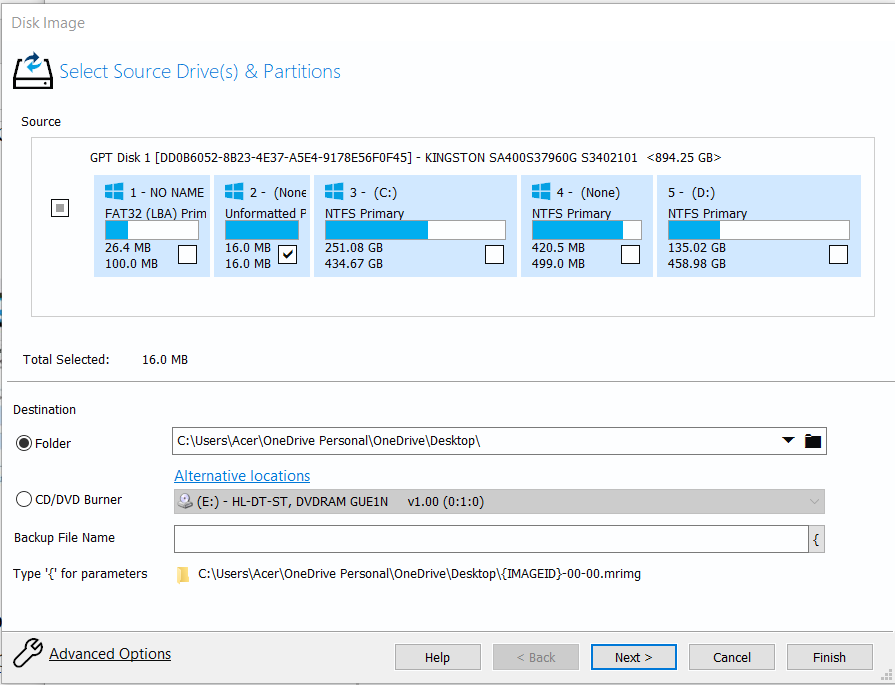 Disk Image
Select Source Drive(s) & Partitions
Source
GPT Disk 1 [DD0B6052-8B23-4E37-A5E4-9178E56F0F45] - KINGSTON SA400S37960G S3402101 <894.25 GB>
1 - NO NAME
FAT32 (LBA) Prim
26.4 MB
100.0 MB
2 - (None
Unformatted P
16.0 MB
16.0 MB
3 - (C:)
NTFS Primary
251.08 GB
434.67 GB
4 - (None)
NTFS Primary
420.5 MB
499.0 MB
5 - (D:)
NTFS Primary
135.02 GB
458.98 GB
Total Selected: 16.0 MB
Destination
Folder C:\Users\Acer\OneDrive Personal\OneDrive\Desktop\
Alternative locations
CD/DVD Burner (E:) - HL-DT-ST, DVDRAM GUE1N v1.00 (0:1:0)
Backup File Name {
Type '{' for parameters C:\Users\Acer\OneDrive Personal\OneDrive\Desktop\{IMAGEID}-00-00.mrimg
Advanced Options Help < Back Next > Cancel Finish